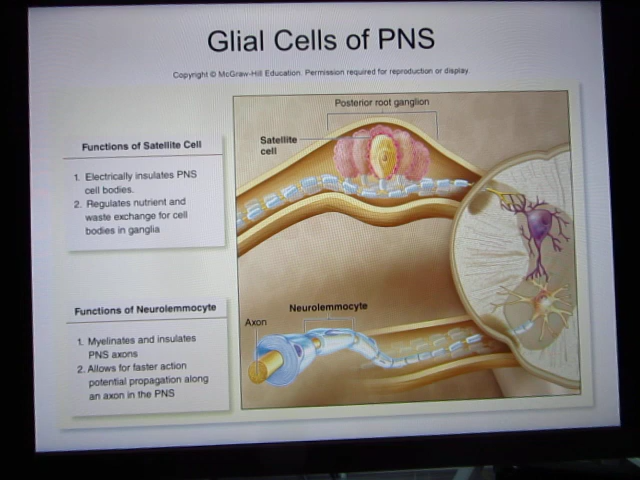 Glial Cells of PNS
Copyright © McGraw-Hill Education. Permission required for reproduction or display.
Functions of Satellite Cell
1. Electrically insulates PNS
cell bodies.
2. Regulates nutrient and
waste exchange for cell
bodies in ganglia
Functions of Neurolemmocyte
1. Myelinates and insulates
PNS axons
2. Allows for faster action
potential propagation along
an axon in the PNS
Posterior root ganglion
Satellite
cell
Neurolemmocyte
Axon